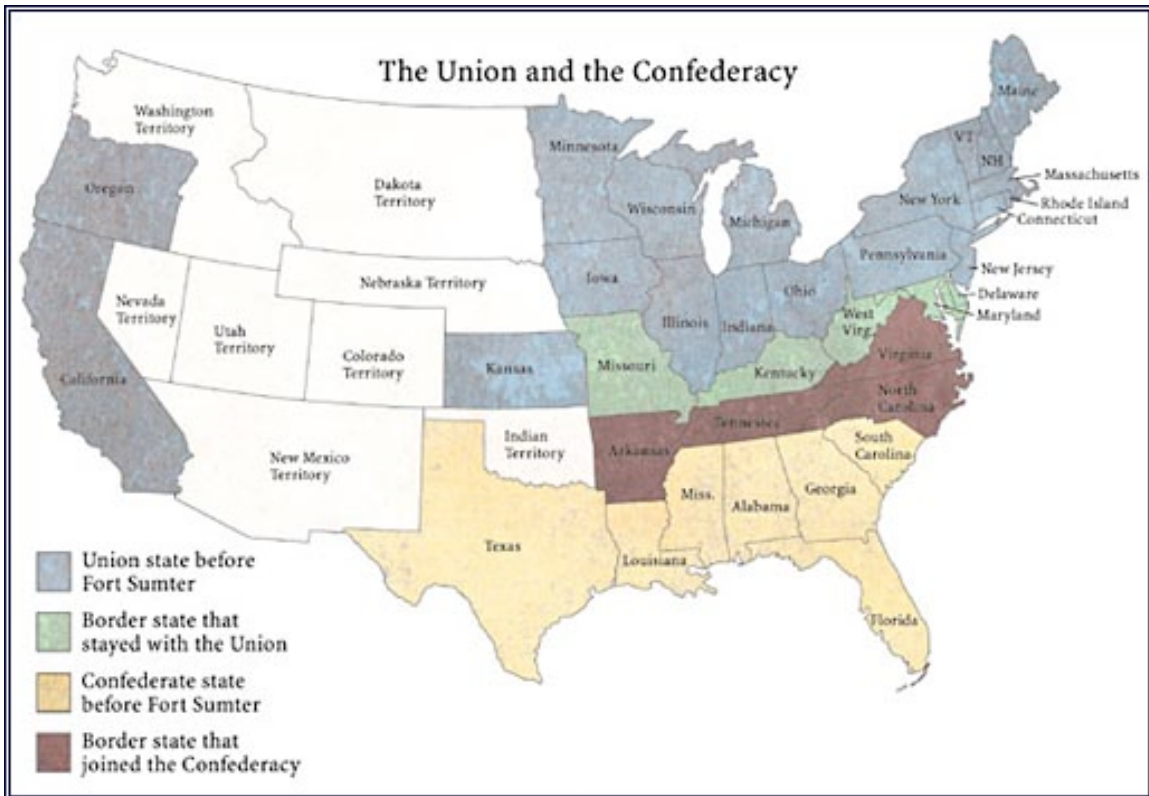 The Union and the Confederacy
Washington
Territory
Oregon
Dakota
Territory
Minnesota
Wisconsin
Michigan
Maine
VT
NH
Massachusetts
New York
Rhode Island
Connecticut
Nebraska Territory
Iowa
Pennsylvania
New Jersey
Nevada
Territory
Utah
Territory
Colorado
Territory
California
Kansas
Missouri
Illinois
Indiana
Ohio
West
Virg.
Delaware
Maryland
Kentucky
Virginia
North
Carolina
Tennessee
New Mexico
Territory
Indian
Territory
Arkansas
South
Carolina
Texas
Louisiana
Miss.
Alabama
Georgia
Florida
Union state before
Fort Sumter
Border state that
stayed with the Union
Confederate state
before Fort Sumter
Border state that
joined the Confederacy